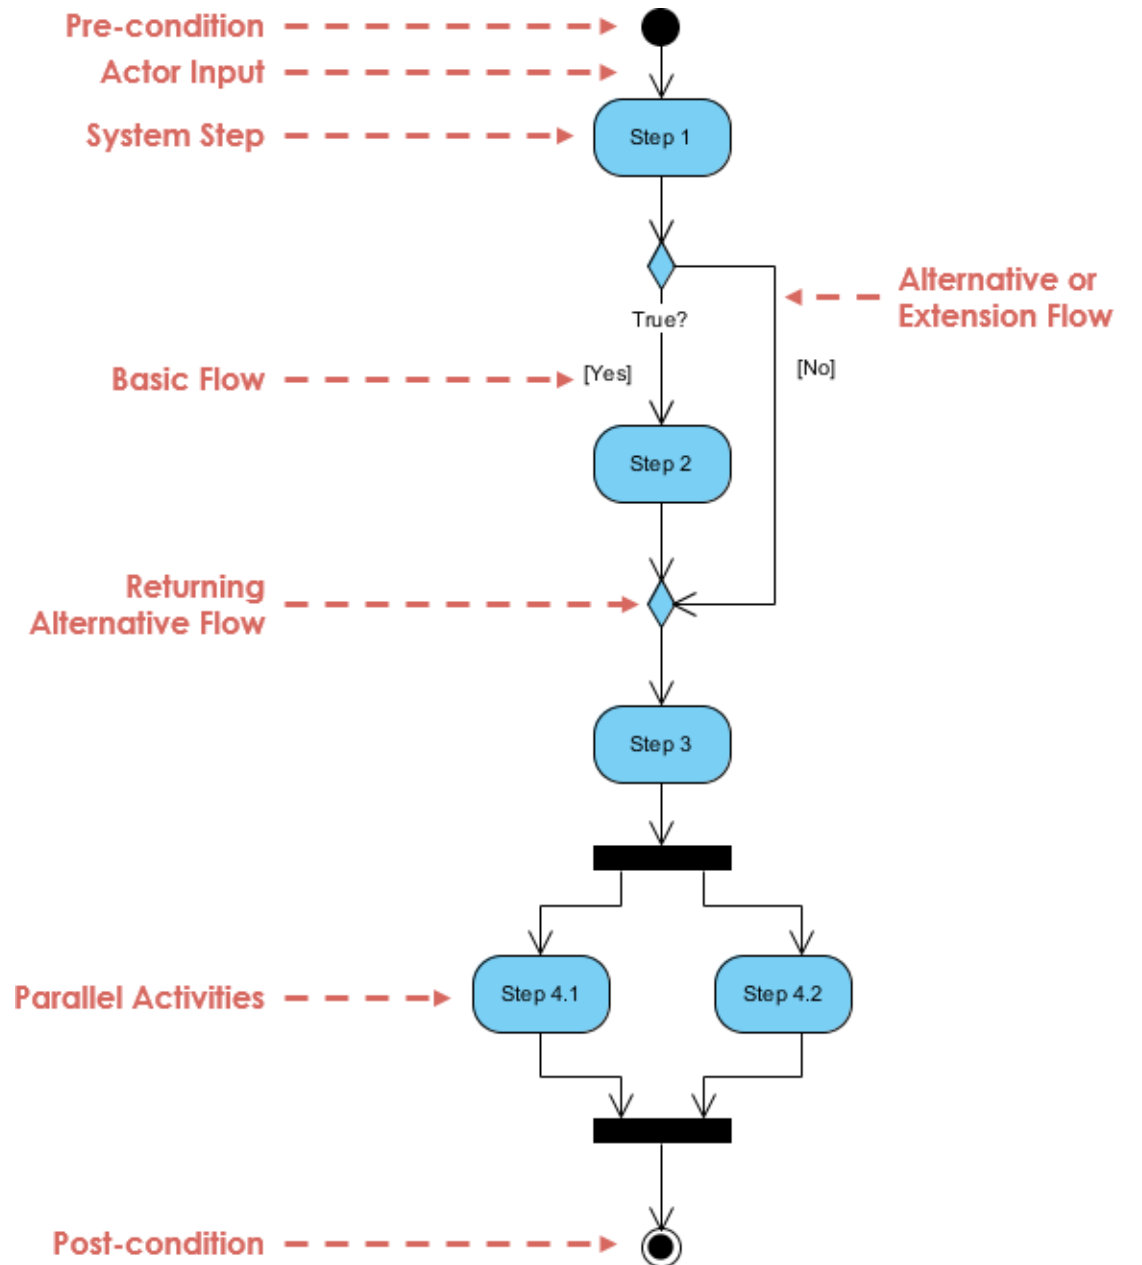 Pre-condition
Actor Input
System Step
Step 1
Alternative or
Extension Flow
True?
[No]
Basic Flow
[Yes]
Step 2
Returning
Alternative Flow
Step 3
Parallel Activities
Step 4.1
Step 4.2
Post-condition